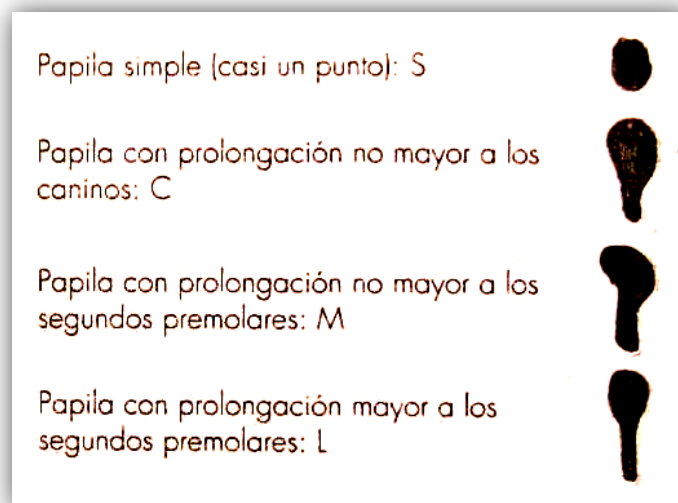 Papila simple (casi un punto): S
Papila con prolongación no mayor a los
caninos: C
Papila con prolongación no mayor a los
segundos premolares: M
Papila con prolongación mayor a los
segundos premolares: L